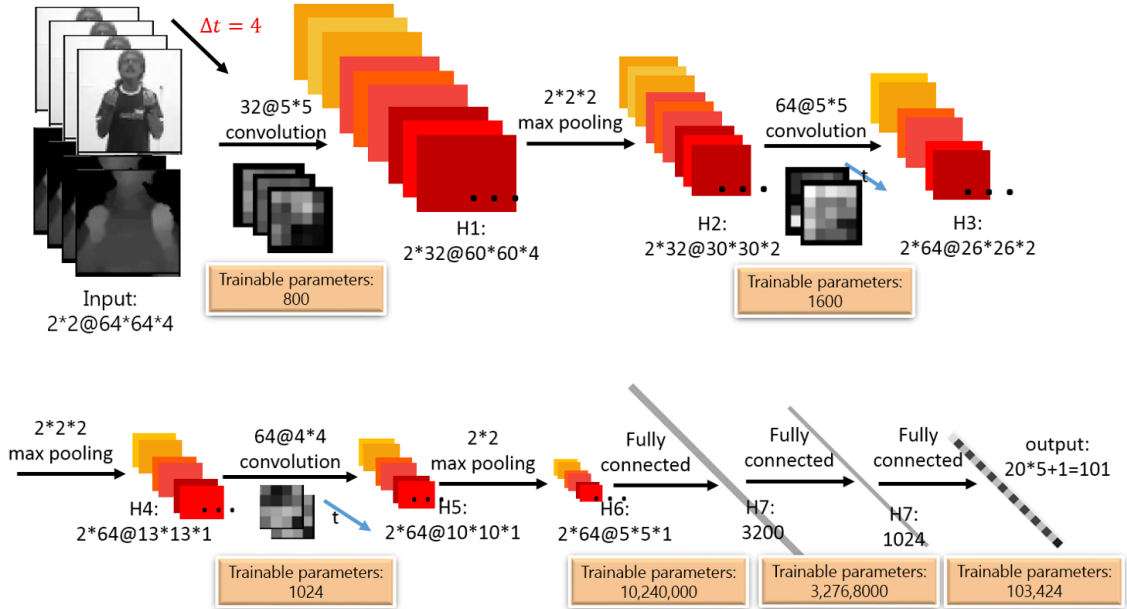 Δt = 4
32@5*5
convolution
2*2*2
max pooling
64@5*5
convolution
t
Input:
2*2@64*64*4
H1:
2*32@60*60*4
H2:
2*32@30*30*2
H3:
2*64@26*26*2
Trainable parameters:
800
Trainable parameters:
1600
2*2*2
max pooling
64@4*4
convolution
2*2
max pooling
Fully
connected
Fully
connected
Fully
connected
output:
20*5+1=101
t
H4:
2*64@13*13*1
H5:
2*64@10*10*1
H6:
2*64@5*5*1
H7:
3200
H7:
1024
Trainable parameters:
1024
Trainable parameters:
10,240,000
Trainable parameters:
3,276,8000
Trainable parameters:
103,424